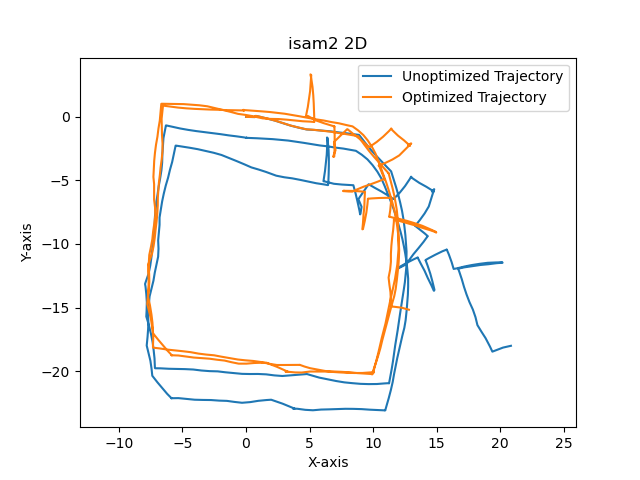 isam2 2D
Unoptimized Trajectory
Optimized Trajectory
0
−5
−10
−15
−20
Y-axis
−10
−5
0
5
10
15
20
25
X-axis